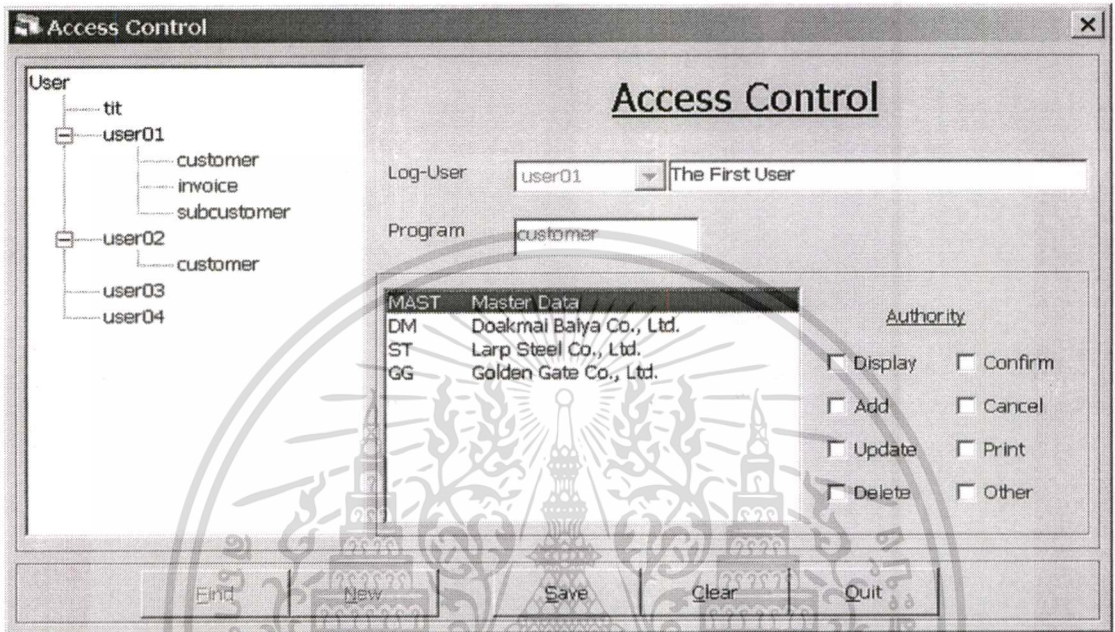 Access Control
User
tit
user01
customer
invoice
subcustomer
user02
customer
user03
user04
Access Control
Log-User
user01
The First User
Program
customer
MAST Master Data
DM Doakmai Baiya Co., Ltd.
ST Larp Steel Co., Ltd.
GG Golden Gate Co., Ltd.
Authority
Display
Confirm
Add
Cancel
Update
Print
Delete
Other
Find
New
Save
Clear
Quit